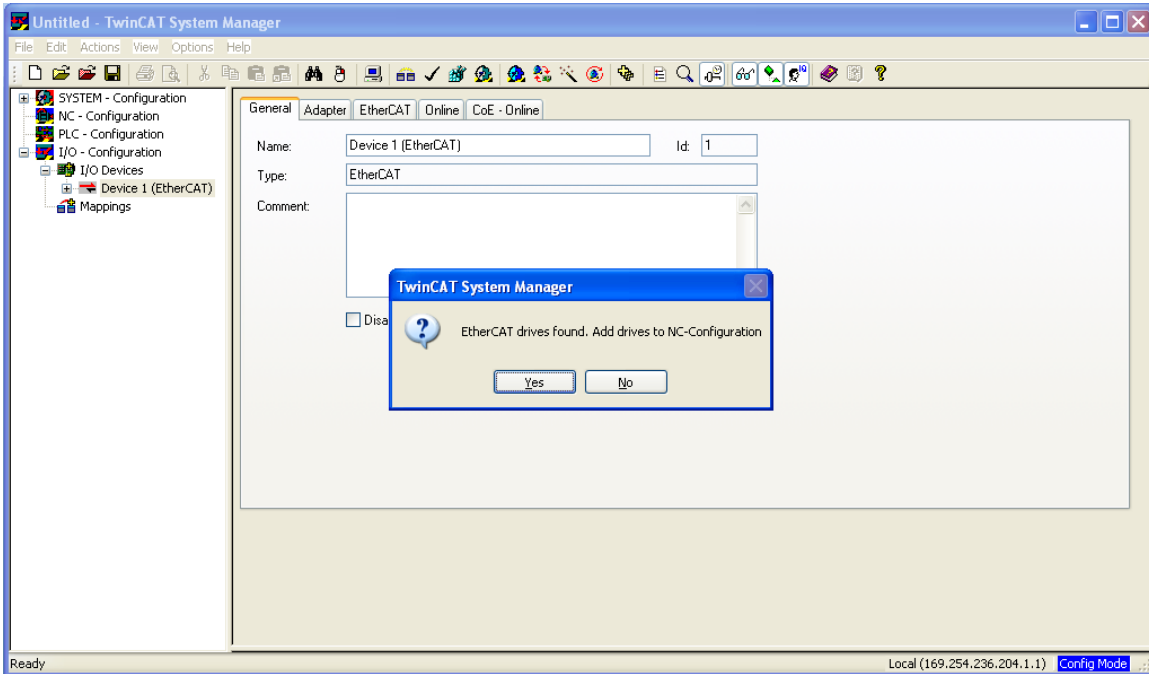 Untitled - TwinCAT System Manager
File Edit Actions View Options Help
SYSTEM - Configuration
NC - Configuration
PLC - Configuration
I/O - Configuration
I/O Devices
Device 1 (EtherCAT)
Mappings
General Adapter EtherCAT Online CoE - Online
Name: Device 1 (EtherCAT) Id: 1
Type: EtherCAT
Comment:
Disa
TwinCAT System Manager
EtherCAT drives found. Add drives to NC-Configuration
Yes No
Ready Local (169.254.236.204.1.1) Config Mode